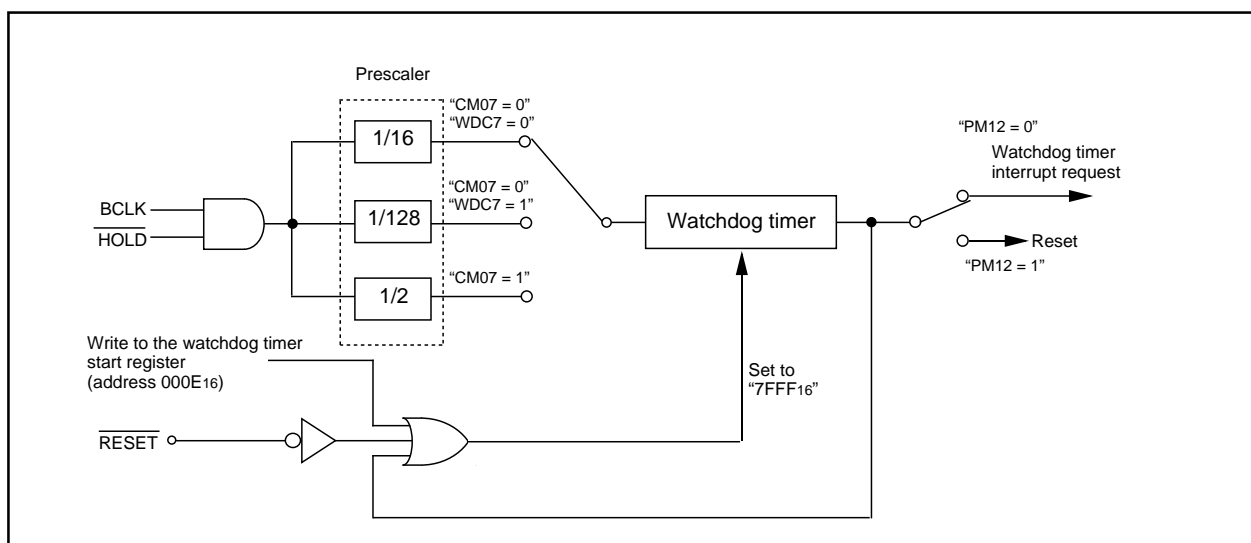 Prescaler
“CM07 = 0”
“WDC7 = 0”
1/16
“PM12 = 0”
Watchdog timer
interrupt request
“CM07 = 0”
“WDC7 = 1”
BCLK
HOLD
1/128
Watchdog timer
Reset
“PM12 = 1”
“CM07 = 1”
1/2
Write to the watchdog timer
start register
(address 000E16)
Set to
“7FFF16”
RESET